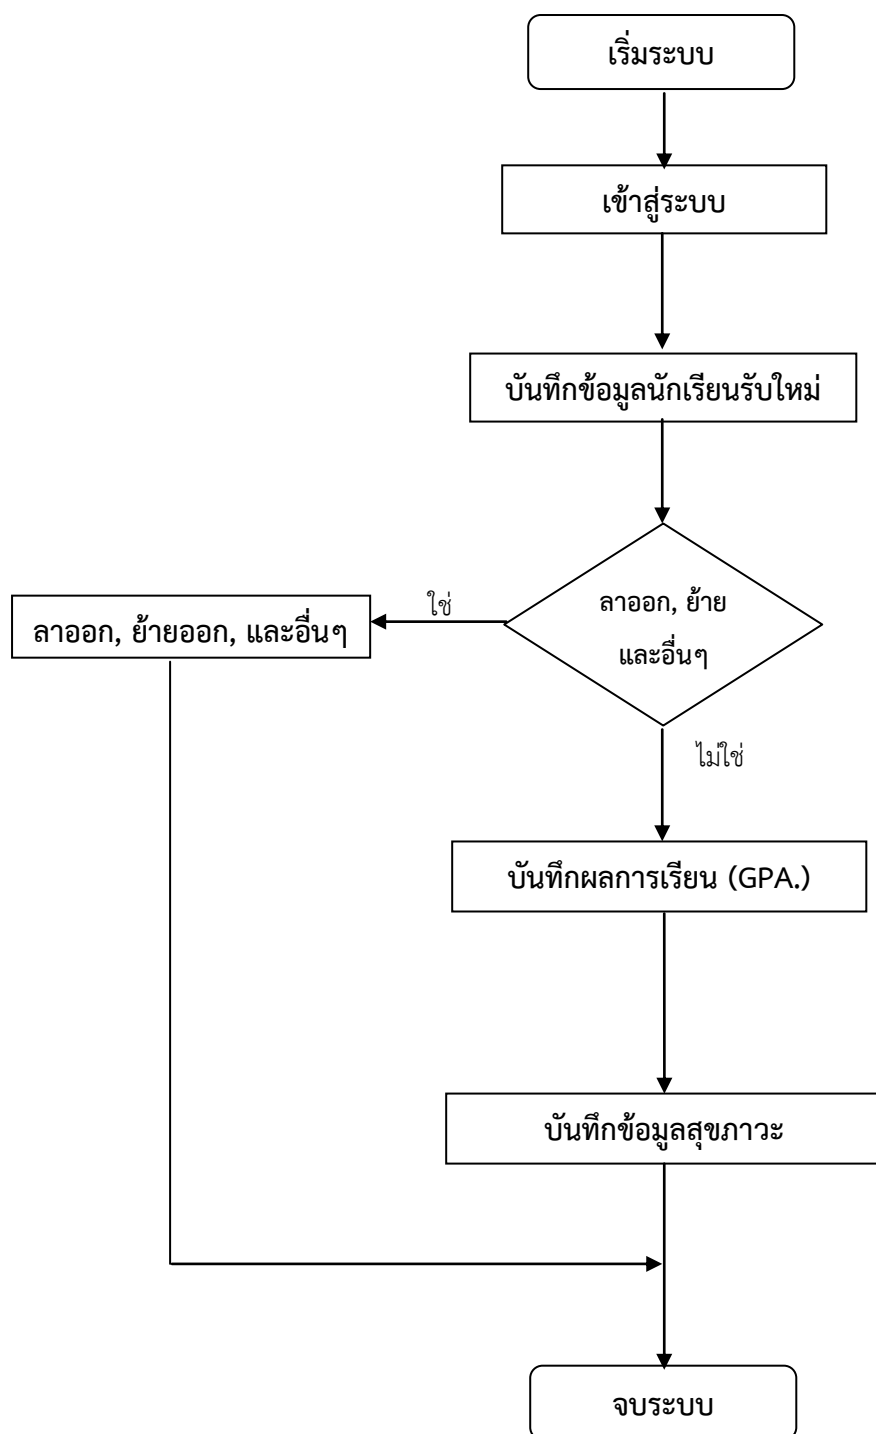 เริ่มระบบ
เข้าสู่ระบบ
บันทึกข้อมูลนักเรียนรับใหม่
ลาออก, ย้าย
และอื่นๆ
ใช่
ลาออก, ย้ายออก, และอื่นๆ
ไม่ใช่
บันทึกผลการเรียน (GPA.)
บันทึกข้อมูลสุขภาวะ
จบระบบ